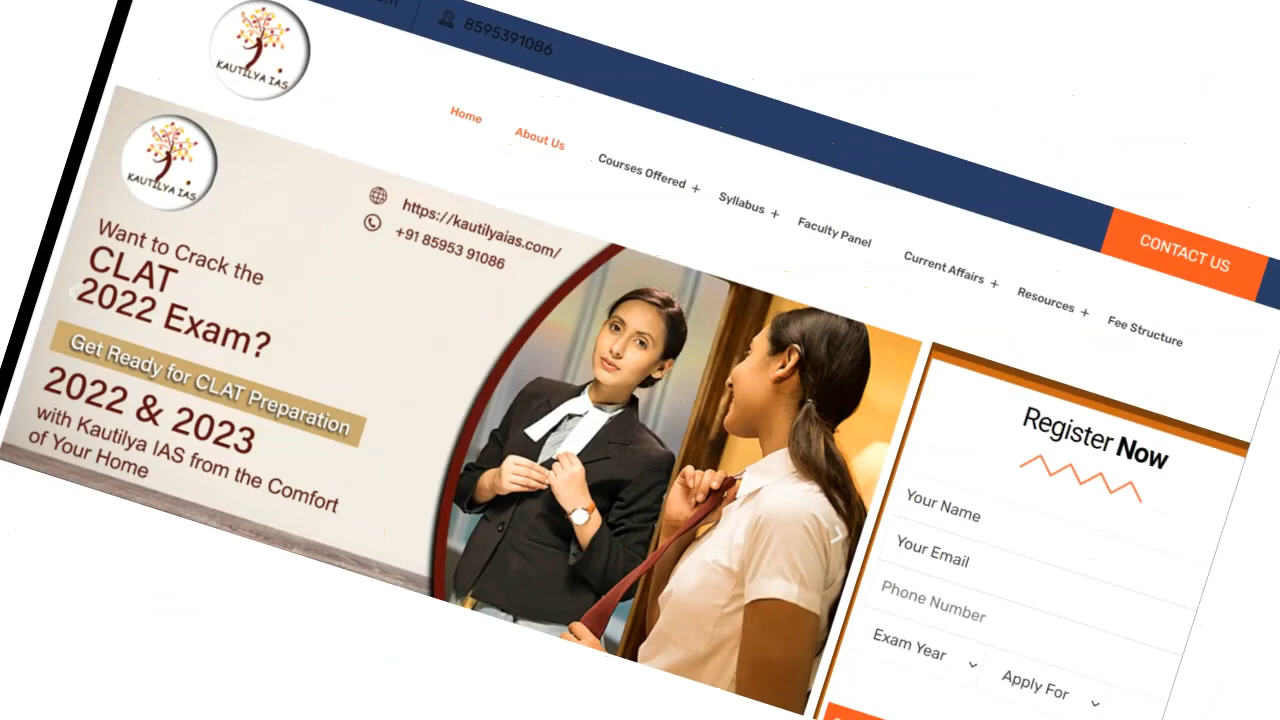 8595391086
KAUTILYA IAS
CONTACT US
Home
About Us
Courses Offered +
Syllabus +
Faculty Panel
Current Affairs +
Resources +
Fee Structure
KAUTILYA IAS
https://kautilyaias.com/
+91 85953 91086
Want to Crack the
CLAT
2022 Exam?
Get Ready for CLAT Preparation
2022 & 2023
with Kautilya IAS from the Comfort
of Your Home
Register Now
Your Name
Your Email
Phone Number
Exam Year
Apply For